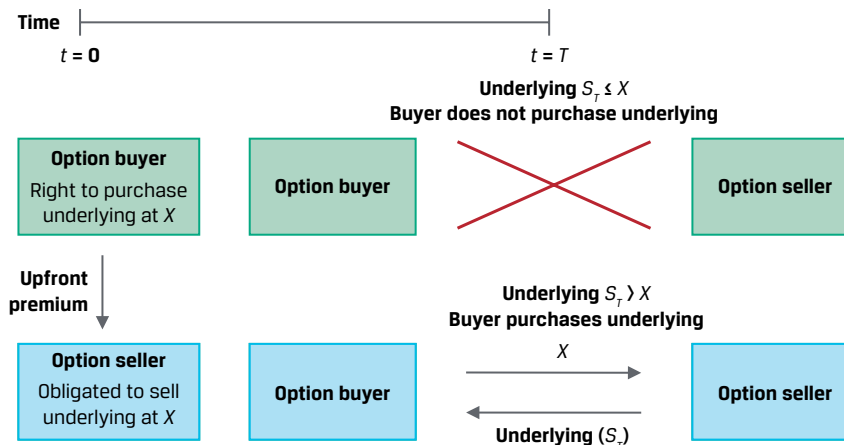 Time
t = 0
t = T
Underlying S_T ≤ X
Buyer does not purchase underlying
Option buyer
Right to purchase
underlying at X
Option buyer
Option seller
Upfront
premium
Underlying S_T > X
Buyer purchases underlying
Option seller
Obligated to sell
underlying at X
Option buyer
X
Underlying (S_T)
Option seller